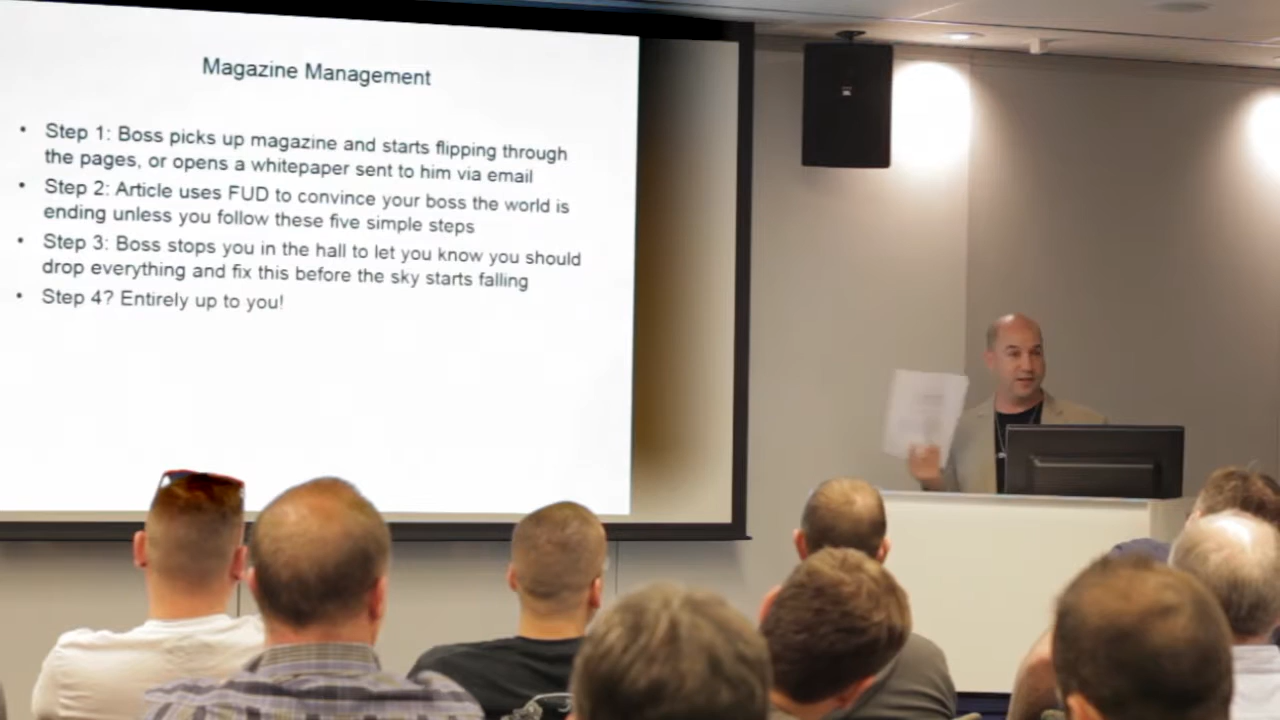 Magazine Management
• Step 1: Boss picks up magazine and starts flipping through
the pages, or opens a whitepaper sent to him via email
• Step 2: Article uses FUD to convince your boss the world is
ending unless you follow these five simple steps
• Step 3: Boss stops you in the hall to let you know you should
drop everything and fix this before the sky starts falling
• Step 4? Entirely up to you!